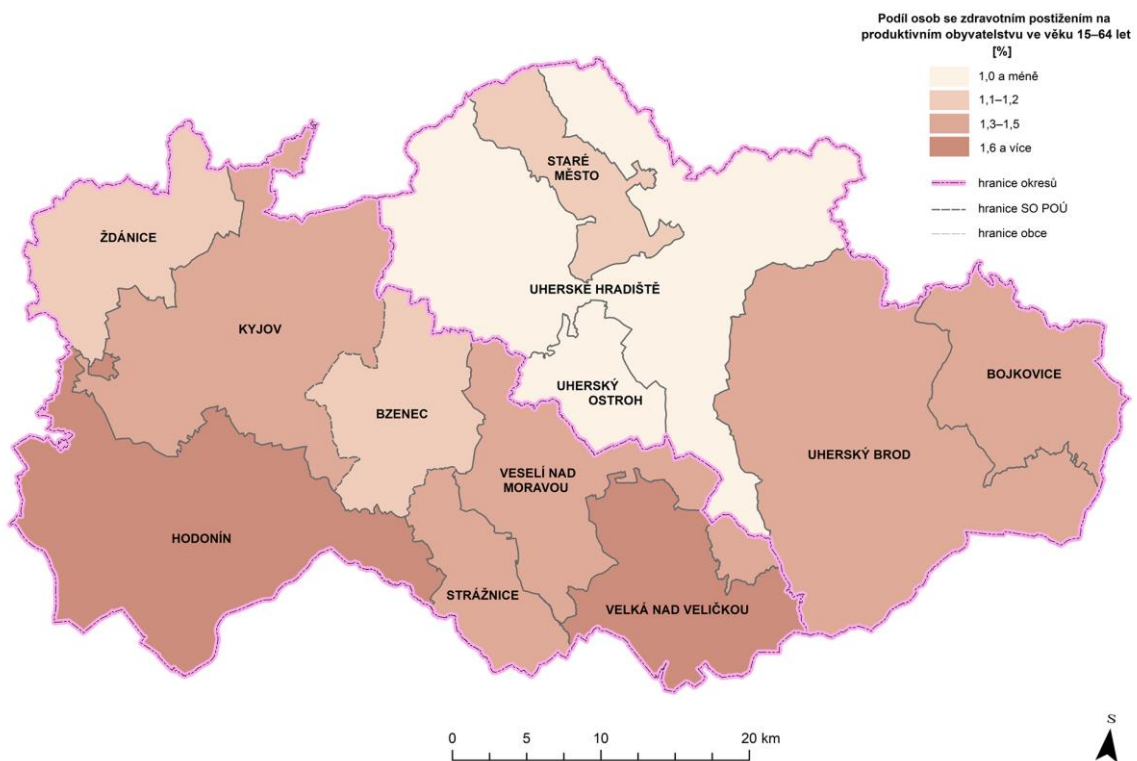 Podíl osob se zdravotním postižením na
produktivním obyvatelstvu ve věku 15–64 let
[%]
1,0 a méně
1,1–1,2
1,3–1,5
1,6 a více
hranice okresů
hranice SO POÚ
hranice obce
STARÉ
MĚSTO
ŽDÁNICE
UHERSKÉ HRADIŠTĚ
KYJOV
BOJKOVICE
UHERSKÝ
OSTROH
BZENEC
UHERSKÝ BROD
VESELÍ NAD
MORAVOU
HODONÍN
STRÁŽNICE
VELKÁ NAD VELIČKOU
0 5 10 20 km
S